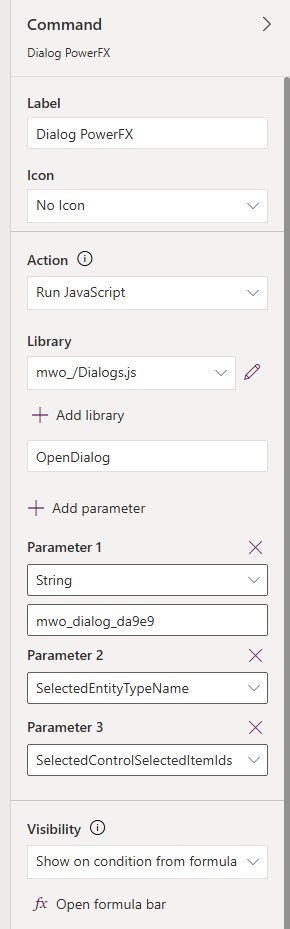 Command
Dialog PowerFX
Label
Dialog PowerFX
Icon
No Icon
Action
Run JavaScript
Library
mwo_/Dialogs.js
Add library
OpenDialog
Add parameter
Parameter 1
String
mwo_dialog_da9e9
Parameter 2
SelectedEntityTypeName
Parameter 3
SelectedControlSelectedItemIds
Visibility
Show on condition from formula
fx Open formula bar